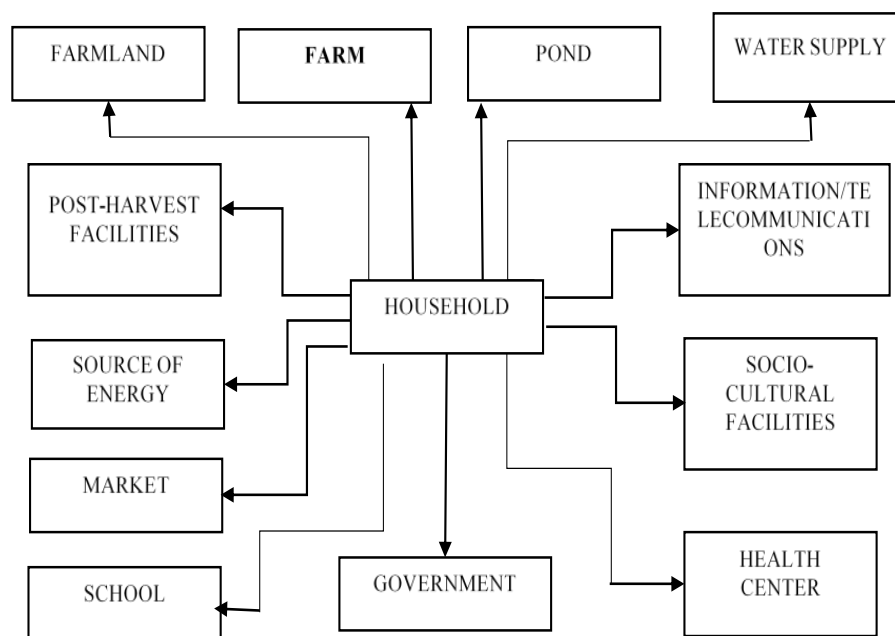 FARMLAND
FARM
POND
WATER SUPPLY
POST-HARVEST
FACILITIES
INFORMATION/TE
LECOMMUNICATI
ONS
HOUSEHOLD
SOURCE OF
ENERGY
SOCIO-
CULTURAL
FACILITIES
MARKET
SCHOOL
GOVERNMENT
HEALTH
CENTER